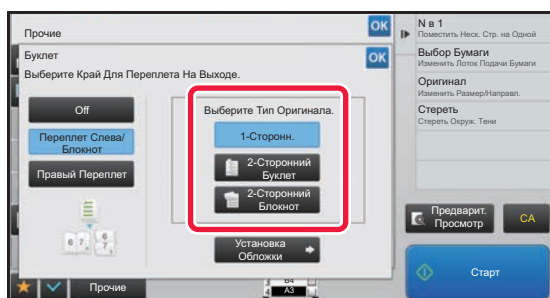 Прочие
OK
Буклет
OK
Выберите Край Для Переплета На Выходе.
Off
Переплет Слева/
Блокнот
Правый Переплет
Выберите Тип Оригинала.
1-Сторонн.
2-Сторонний
Буклет
2-Сторонний
Блокнот
Установка
Обложки
N в 1
Поместить Неск. Стр. на Одной
Выбор Бумаги
Изменить Лоток Подачи Бумаги
Оригинал
Изменить Размер/Направл.
Стереть
Стереть Окруж. Тени
Предварит.
Просмотр
CA
Старт
Прочие
3 B4
4 A3